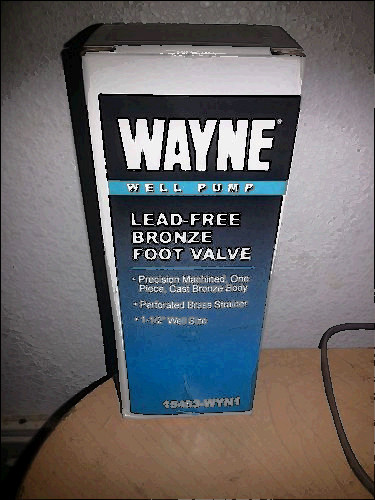 WAYNE®
WELL PUMP
LEAD-FREE
BRONZE
FOOT VALVE
• Precision Machined, One
Piece, Cast Bronze Body
• Perforated Brass Strainer
• 1-1/2" Well Size